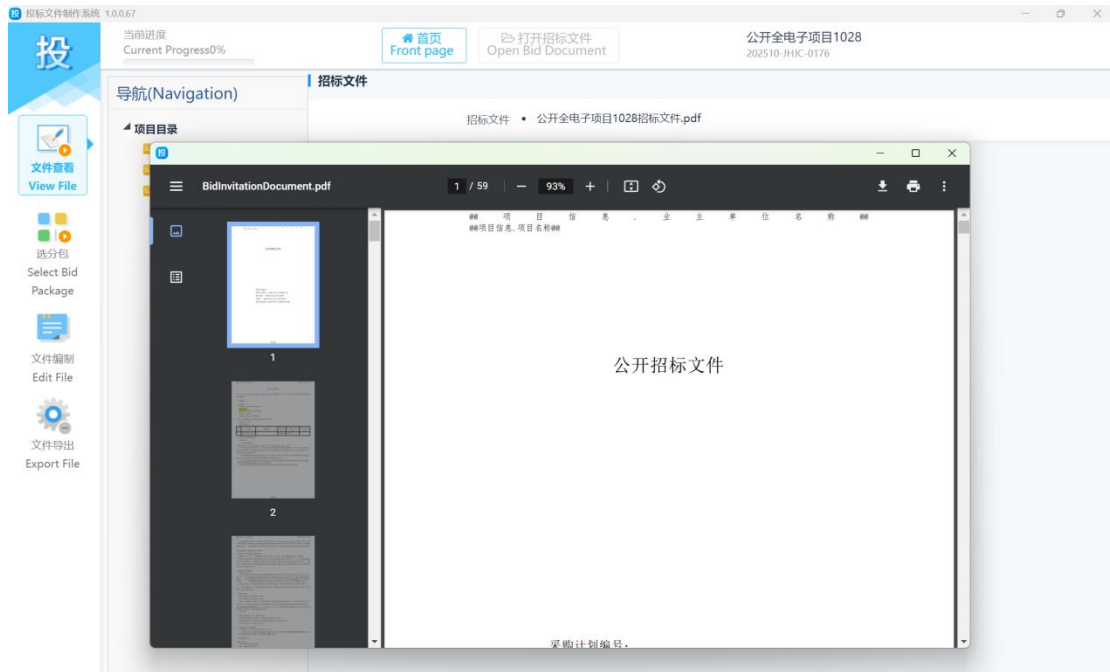 投标文件制作系统 1.0.0.67
投
当前进度
Current Progress0%
首页
Front page
打开招标文件
Open Bid Document
公开全电子项目1028
202510-JHJC-0176
文件查看
View File
选分包
Select Bid
Package
文件编制
Edit File
文件导出
Export File
导航(Navigation)
项目目录
招标文件
招标文件 • 公开全电子项目1028招标文件.pdf
投
BidInvitationDocument.pdf
1 / 59
93%
1
2
@@项目信息.业主单位名称@@
@@项目信息.项目名称@@
公开招标文件
采购计划编号: